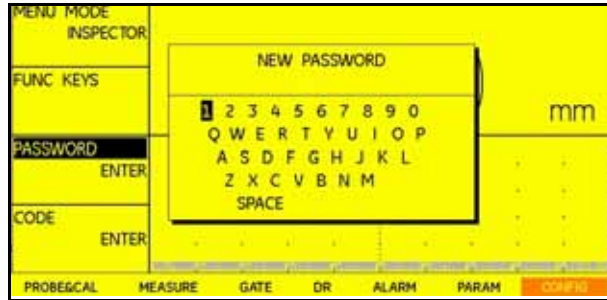 MENU MODE
INSPECTOR
FUNC KEYS
PASSWORD
ENTER
CODE
ENTER
NEW PASSWORD
1 2 3 4 5 6 7 8 9 0
Q W E R T Y U I O P
A S D F G H J K L
Z X C V B N M
SPACE
mm
PROBE&CAL MEASURE GATE DR ALARM PARAM CONFIG